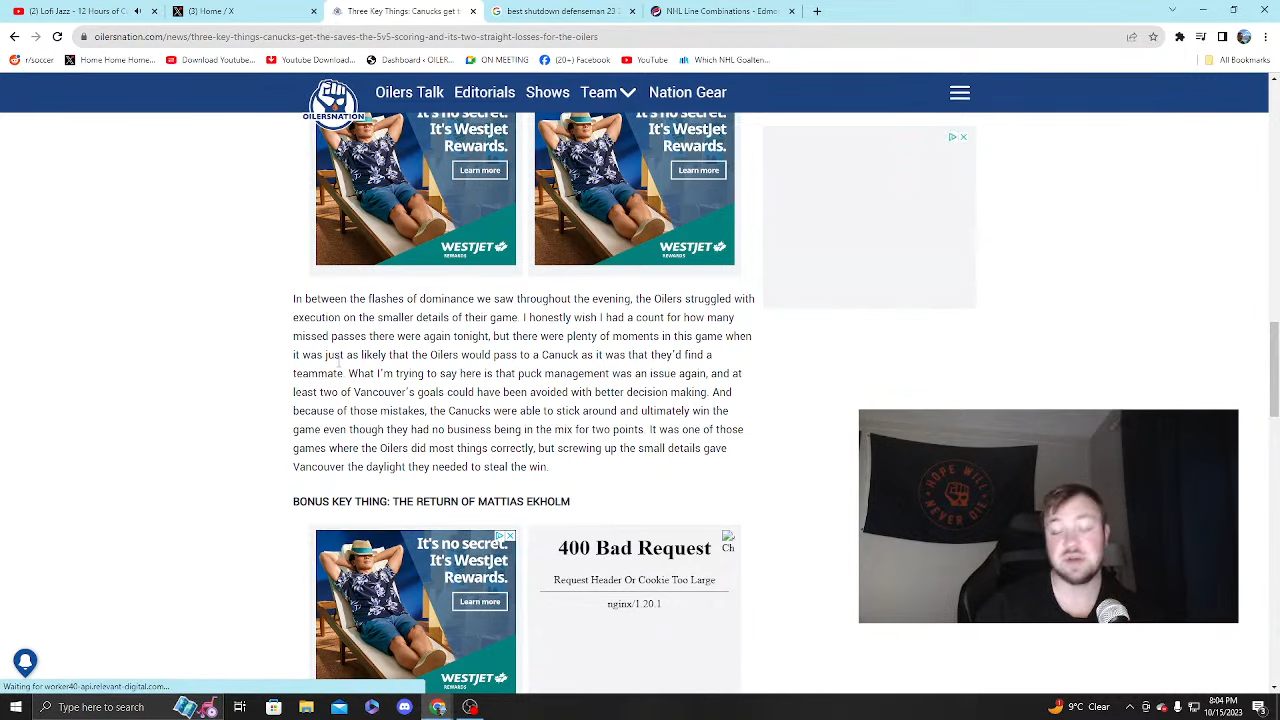 (1) Lofi Jazz - 12 Hours of C
(3) Home / X
Three Key Things: Canucks get t
best shutdown defenseman 23 2
NHL Line Combinations - Edmo
oilersnation.com/news/three-key-things-canucks-get-the-saves-the-5v5-scoring-and-its-two-straight-losses-for-the-oilers
r/soccer
Home Home Home...
Download Youtube...
Youtube Download...
Dashboard ‹ OILER...
ON MEETING
(20+) Facebook
YouTube
Which NHL Goalten...
All Bookmarks
OILERSNATION
Oilers Talk
Editorials
Shows
Team
Nation Gear
It's no secret.
It's WestJet
Rewards.
Learn more
WESTJET
REWARDS
It's no secret.
It's WestJet
Rewards.
Learn more
WESTJET
REWARDS
In between the flashes of dominance we saw throughout the evening, the Oilers struggled with
execution on the smaller details of their game. I honestly wish I had a count for how many
missed passes there were again tonight, but there were plenty of moments in this game when
it was just as likely that the Oilers would pass to a Canuck as it was that they'd find a
teammate. What I'm trying to say here is that puck management was an issue again, and at
least two of Vancouver's goals could have been avoided with better decision making. And
because of those mistakes, the Canucks were able to stick around and ultimately win the
game even though they had no business being in the mix for two points. It was one of those
games where the Oilers did most things correctly, but screwing up the small details gave
Vancouver the daylight they needed to steal the win.
BONUS KEY THING: THE RETURN OF MATTIAS EKHOLM
It's no secret.
It's WestJet
Rewards.
Learn more
WESTJET
400 Bad Request
Ch
Request Header Or Cookie Too Large
nginx/1.20.1
HOPE WILL
NEVER DIE
Waiting for worker40-api.relevant-digital.com...
Type here to search
9°C Clear
8:04 PM
10/15/2023